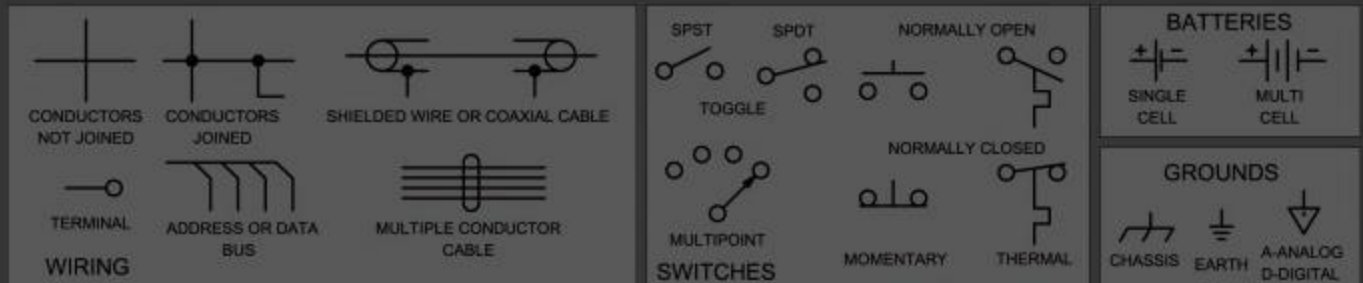 CONDUCTORS
NOT JOINED
CONDUCTORS
JOINED
SHIELDED WIRE OR COAXIAL CABLE
TERMINAL
ADDRESS OR DATA
BUS
MULTIPLE CONDUCTOR
CABLE
WIRING
SPST
SPDT
NORMALLY OPEN
TOGGLE
NORMALLY CLOSED
MULTIPOINT
MOMENTARY
THERMAL
SWITCHES
BATTERIES
+ -
+ -
SINGLE
CELL
MULTI
CELL
GROUNDS
CHASSIS
EARTH
A-ANALOG
D-DIGITAL